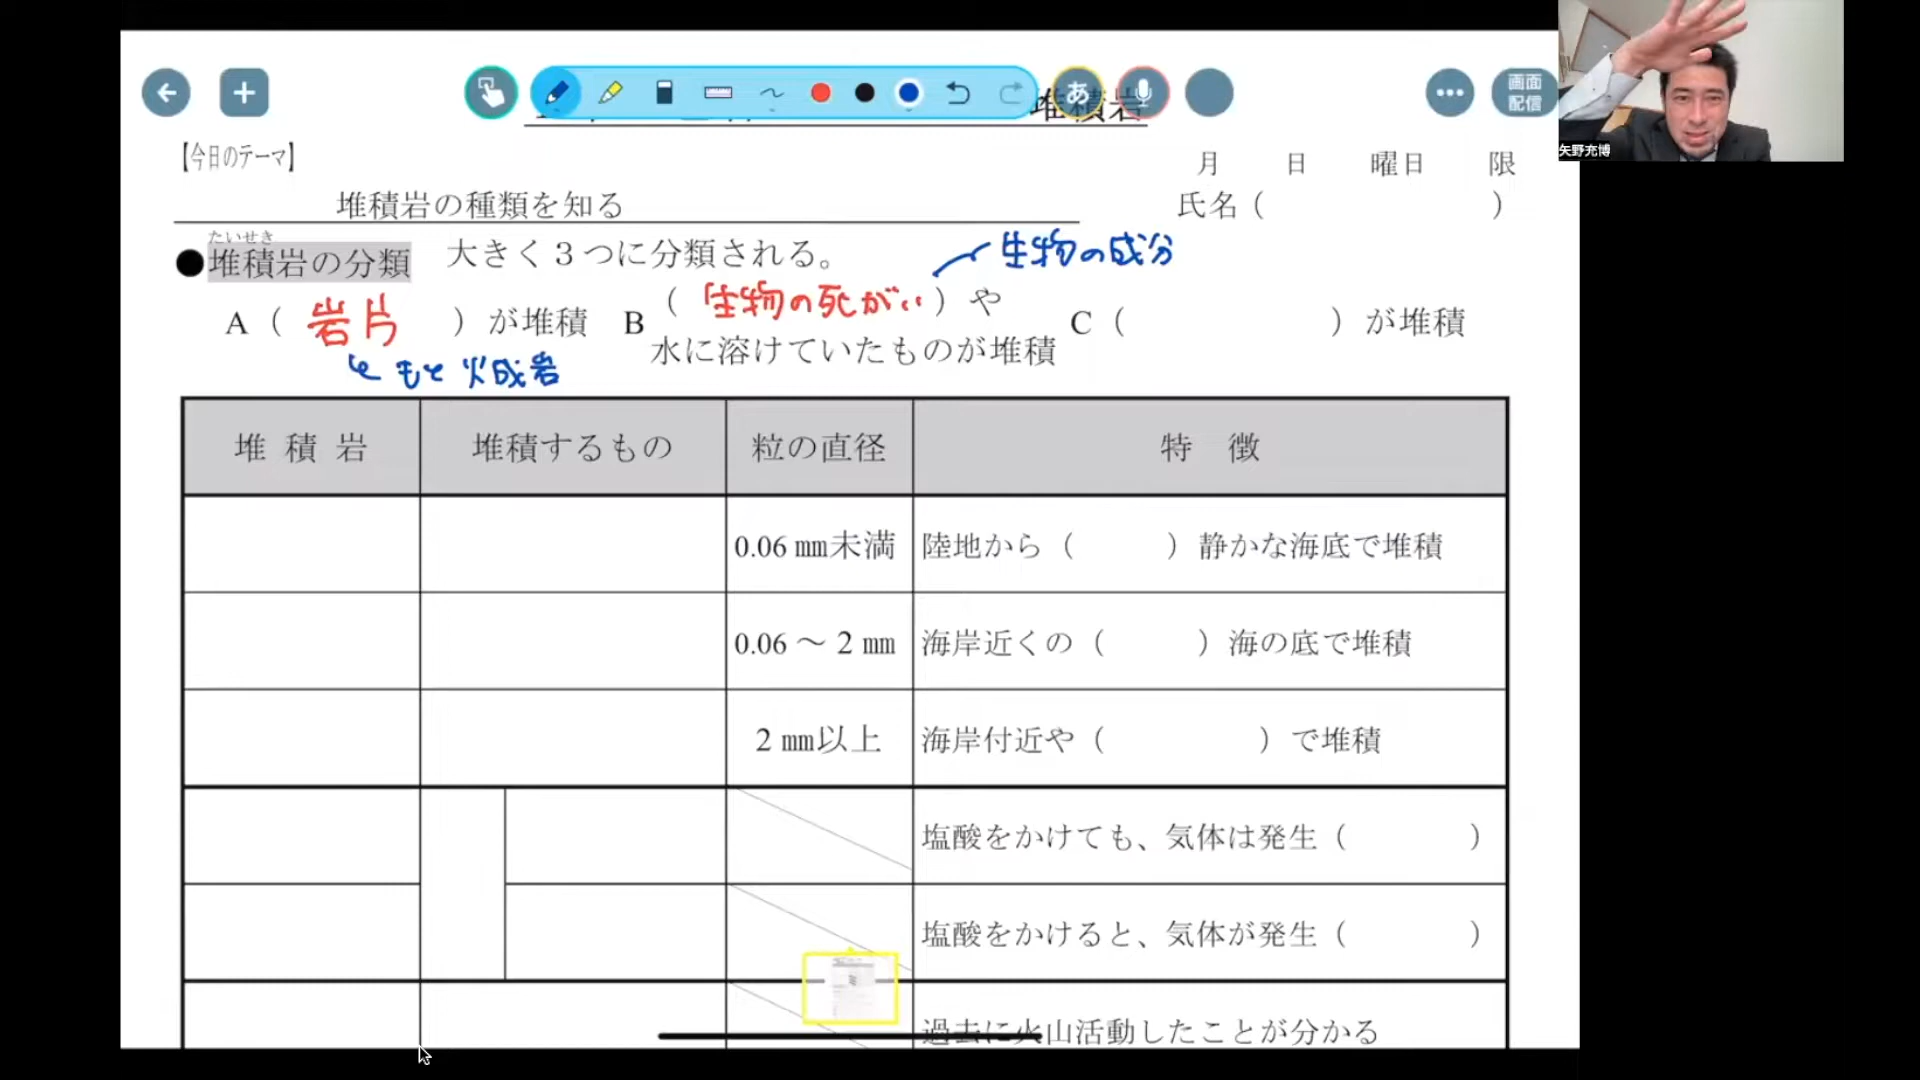 あ
画面
配信
堆積岩
矢野充博
【今日のテーマ】
月 日 曜日 限
堆積岩の種類を知る
氏名（ ）
たいせき
●堆積岩の分類 大きく３つに分類される。
生物の成分
A（ 岩片 ）が堆積
B（ 生物の死がい）や
水に溶けていたものが堆積
C（ ）が堆積
もと 火成岩
堆積岩 堆積するもの 粒の直径 特 徴
0.06 ㎜未満 陸地から（ ）静かな海底で堆積
0.06 ～ 2 ㎜ 海岸近くの（ ）海の底で堆積
2 ㎜以上 海岸付近や（ ）で堆積
塩酸をかけても、気体は発生（ ）
塩酸をかけると、気体が発生（ ）
過去に火山活動したことが分かる